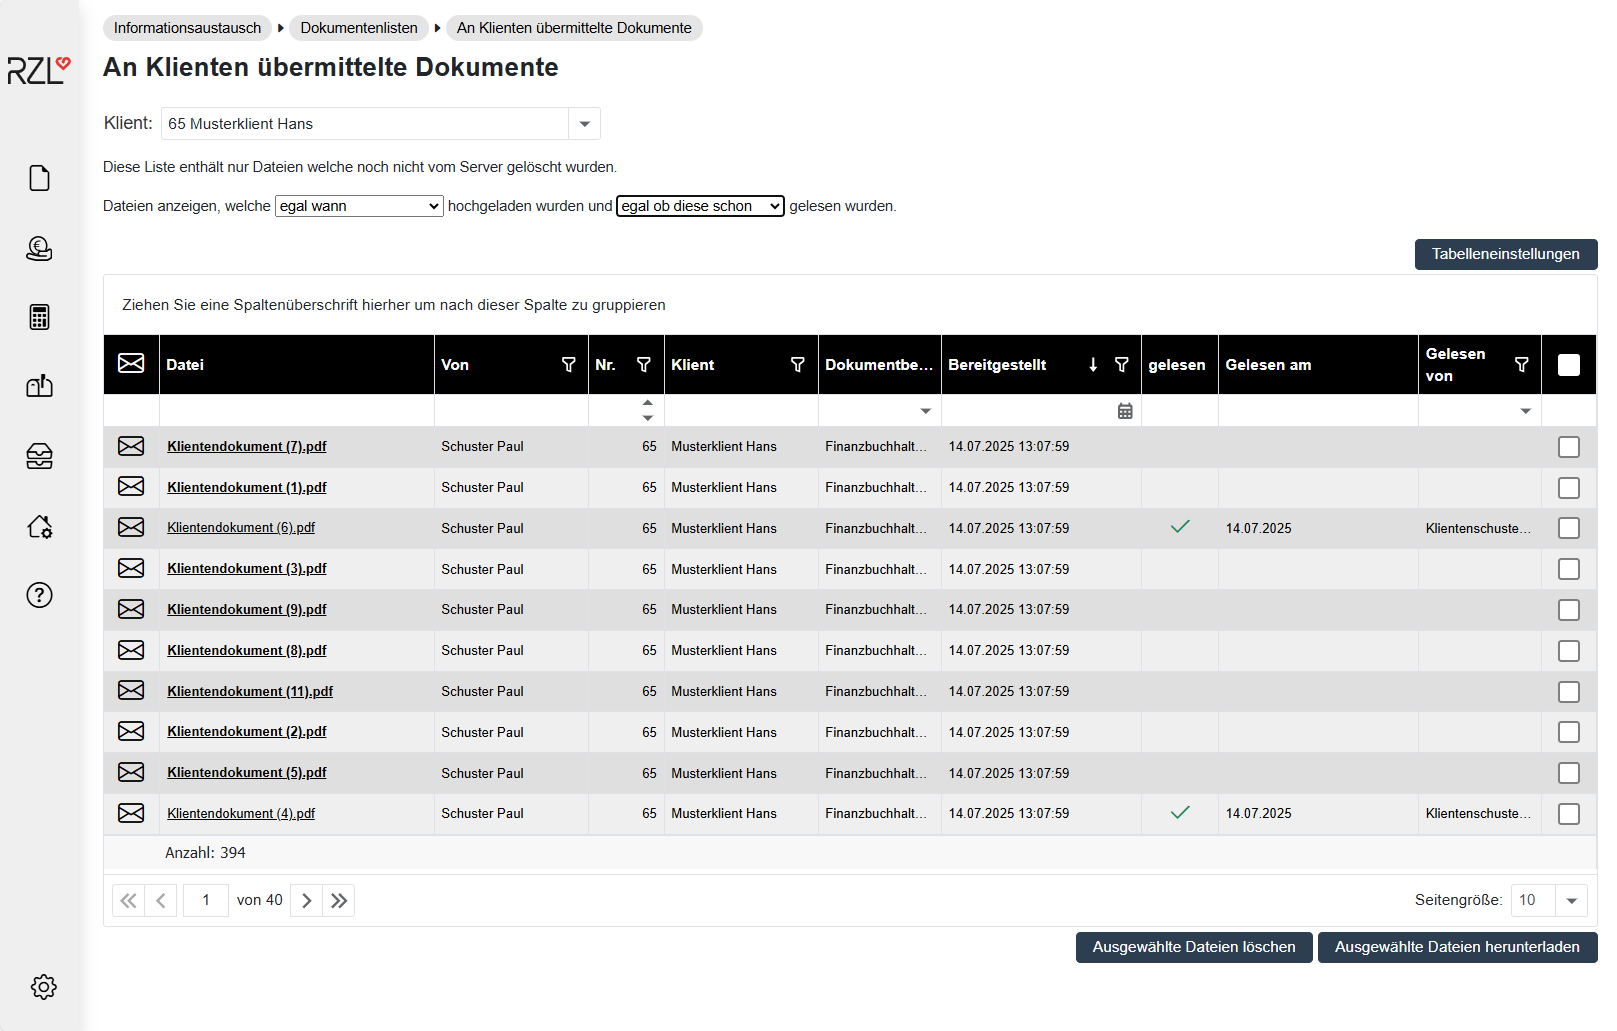 Informationsaustausch Dokumentenlisten An Klienten übermittelte Dokumente
RZL
An Klienten übermittelte Dokumente
Klient: 65 Musterklient Hans
Diese Liste enthält nur Dateien welche noch nicht vom Server gelöscht wurden.
Dateien anzeigen, welche egal wann hochgeladen wurden und egal ob diese schon gelesen wurden.
Tabelleneinstellungen
Ziehen Sie eine Spaltenüberschrift hierher um nach dieser Spalte zu gruppieren
Datei Von Nr. Klient Dokumentbe... Bereitgestellt gelesen Gelesen am Gelesen von
Klientendokument (7).pdf Schuster Paul 65 Musterklient Hans Finanzbuchhalt... 14.07.2025 13:07:59
Klientendokument (1).pdf Schuster Paul 65 Musterklient Hans Finanzbuchhalt... 14.07.2025 13:07:59
Klientendokument (6).pdf Schuster Paul 65 Musterklient Hans Finanzbuchhalt... 14.07.2025 13:07:59 14.07.2025 Klientenschuste...
Klientendokument (3).pdf Schuster Paul 65 Musterklient Hans Finanzbuchhalt... 14.07.2025 13:07:59
Klientendokument (9).pdf Schuster Paul 65 Musterklient Hans Finanzbuchhalt... 14.07.2025 13:07:59
Klientendokument (8).pdf Schuster Paul 65 Musterklient Hans Finanzbuchhalt... 14.07.2025 13:07:59
Klientendokument (11).pdf Schuster Paul 65 Musterklient Hans Finanzbuchhalt... 14.07.2025 13:07:59
Klientendokument (2).pdf Schuster Paul 65 Musterklient Hans Finanzbuchhalt... 14.07.2025 13:07:59
Klientendokument (5).pdf Schuster Paul 65 Musterklient Hans Finanzbuchhalt... 14.07.2025 13:07:59
Klientendokument (4).pdf Schuster Paul 65 Musterklient Hans Finanzbuchhalt... 14.07.2025 13:07:59 14.07.2025 Klientenschuste...
Anzahl: 394
1 von 40 Seitengröße: 10
Ausgewählte Dateien löschen Ausgewählte Dateien herunterladen